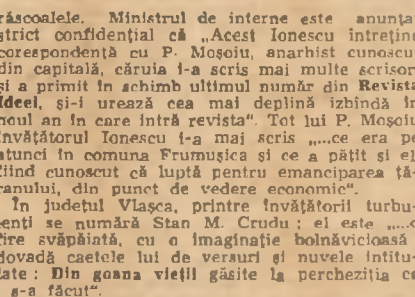 răscoalele. Ministrul de interne este anunța
strict confidențial că „Acest Ionescu întreține
corespondență cu P. Moșoiu, anarhist cunoscu
din capitală, căruia i-a scris mai multe scrisor
și a primit în schimb ultimul număr din Revista
Ideei, și-i urează cea mai deplină izbîndă în
noul an în care intră revista". Tot lui P. Moșoiu
învățătorul Ionescu i-a mai scris „...ce era pe
atunci în comuna Frumușica și ce a pățit și el
fiind cunoscut că luptă pentru emanciparea ță-
ranului, din punct de vedere economic".
În județul Vlașca, printre învățătorii turbu-
lenți se numără Stan M. Crudu; el este „...o
fire svăpăiată, cu o imaginație bolnăvicioasă
dovadă caetele lui de versuri și nuvele intitu-
late: Din goana vieții găsite la percheziția ce
s-a făcut".